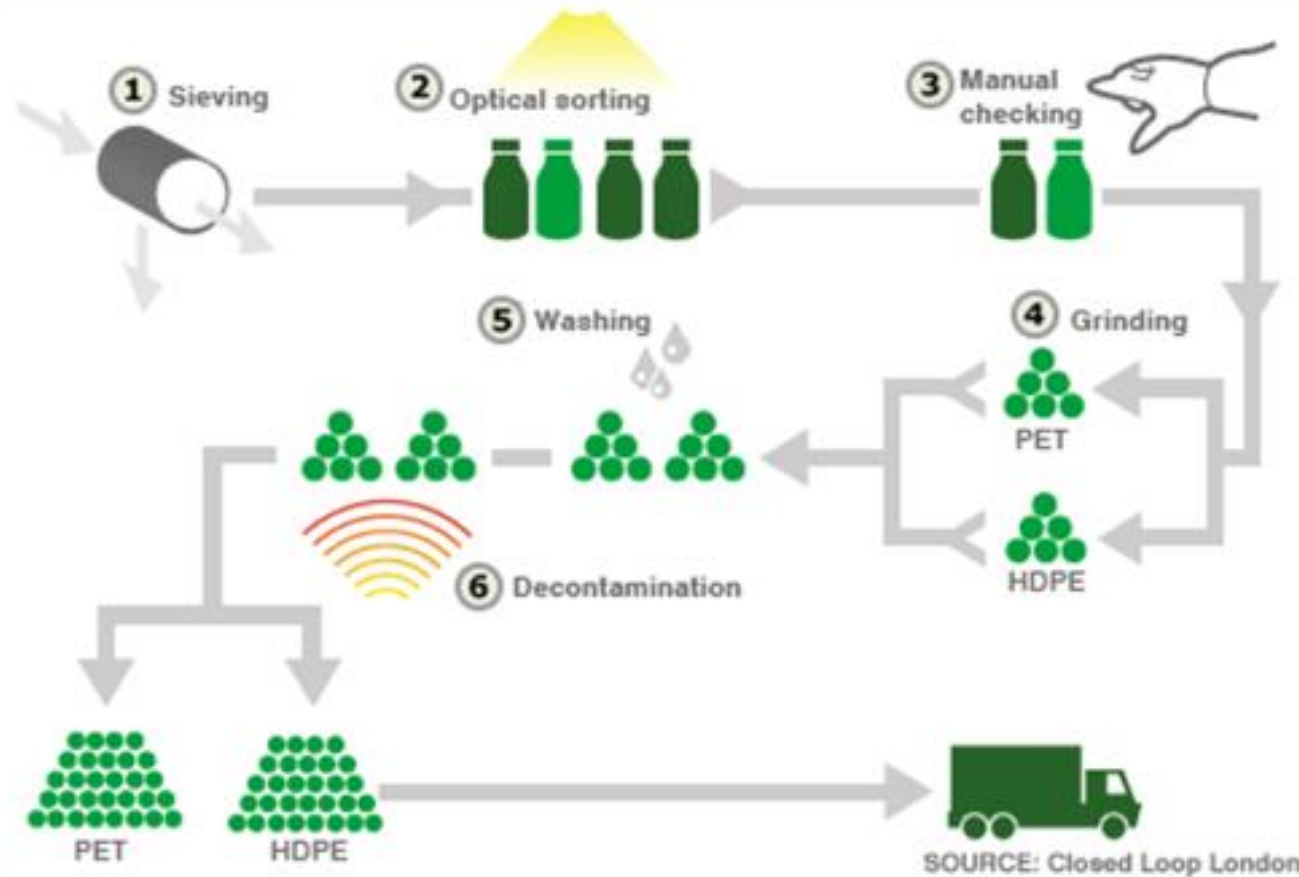 1 Sieving
2 Optical sorting
3 Manual
checking
4 Grinding
PET
HDPE
5 Washing
6 Decontamination
PET
HDPE
SOURCE: Closed Loop London